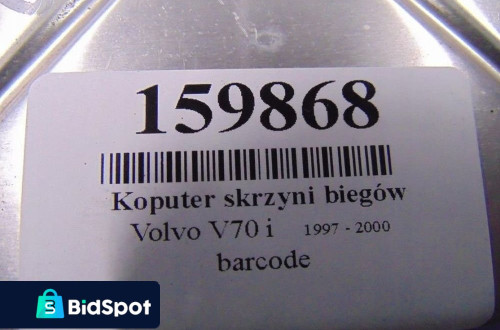 159868
Koputer skrzyni biegów
Volvo V70 i 1997 - 2000
barcode
S
BidSpot